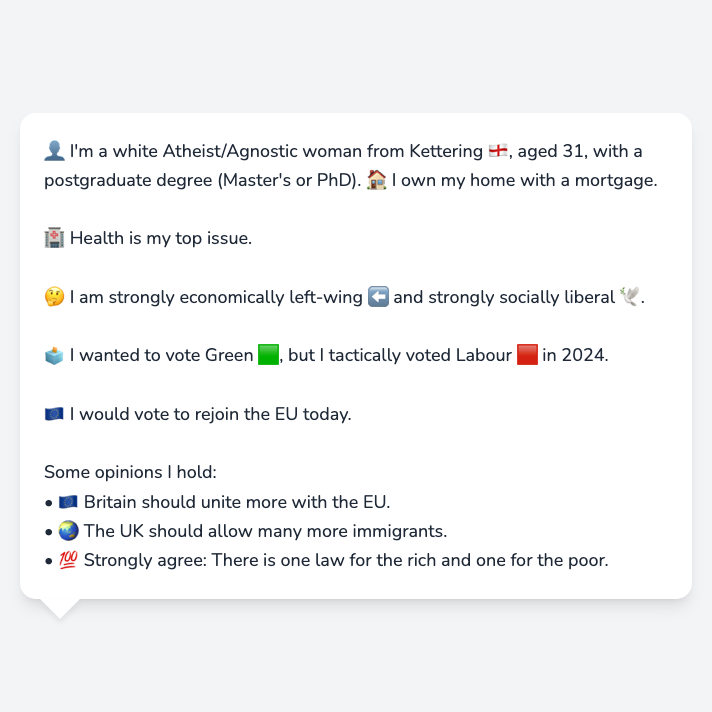 👤 I'm a white Atheist/Agnostic woman from Kettering 🏴󠁧󠁢󠁥󠁮󠁧󠁿, aged 31, with a
postgraduate degree (Master's or PhD). 🏠 I own my home with a mortgage.
🏥 Health is my top issue.
🤔 I am strongly economically left-wing ⬅️ and strongly socially liberal 🕊️.
🗳️ I wanted to vote Green 🟩, but I tactically voted Labour 🟥 in 2024.
🇪🇺 I would vote to rejoin the EU today.
Some opinions I hold:
• 🇪🇺 Britain should unite more with the EU.
• 🌏 The UK should allow many more immigrants.
• 💯 Strongly agree: There is one law for the rich and one for the poor.